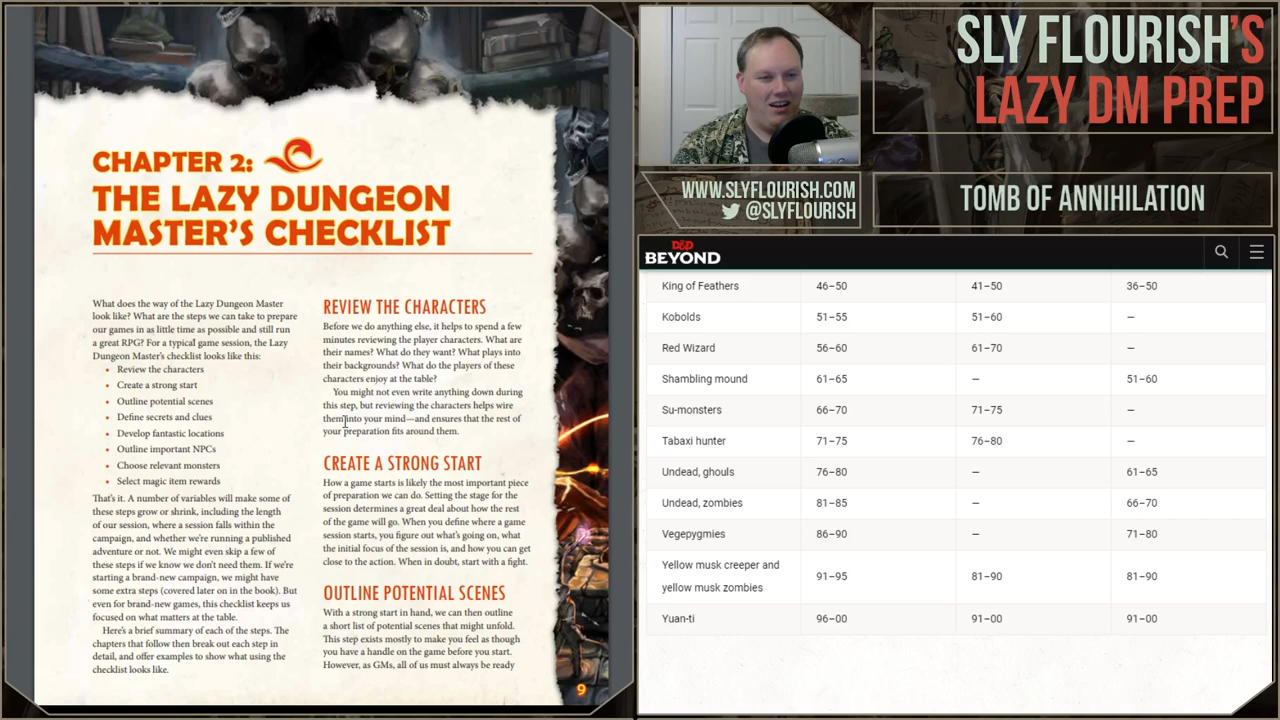 CHAPTER 2:
THE LAZY DUNGEON
MASTER'S CHECKLIST
What does the way of the Lazy Dungeon Master
look like? What are the steps we can take to prepare
our games in as little time as possible and still run
a great RPG? For a typical game session, the Lazy
Dungeon Master's checklist looks like this:
• Review the characters
• Create a strong start
• Outline potential scenes
• Define secrets and clues
• Develop fantastic locations
• Outline important NPCs
• Choose relevant monsters
• Select magic item rewards
That's it. A number of variables will make some of
these steps grow or shrink, including the length
of our session, where a session falls within the
campaign, and whether we're running a published
adventure or not. We might even skip a few of
these steps if we know we don't need them. If we're
starting a brand-new campaign, we might have
some extra steps (covered later on in the book). But
even for brand-new games, this checklist keeps us
focused on what matters at the table.
Here's a brief summary of each of the steps. The
chapters that follow then break out each step in
detail, and offer examples to show what using the
checklist looks like.
REVIEW THE CHARACTERS
Before we do anything else, it helps to spend a few
minutes reviewing the player characters. What are
their names? What do they want? What plays into
their backgrounds? What do the players of these
characters enjoy at the table?
You might not even write anything down during
this step, but reviewing the characters helps wire
them into your mind—and ensures that the rest of
your preparation fits around them.
CREATE A STRONG START
How a game starts is likely the most important piece
of preparation we can do. Setting the stage for the
session determines a great deal about how the rest
of the game will go. When you define where a game
session starts, you figure out what's going on, what
the initial focus of the session is, and how you can get
close to the action. When in doubt, start with a fight.
OUTLINE POTENTIAL SCENES
With a strong start in hand, we can then outline
a short list of potential scenes that might unfold.
This step exists mostly to make you feel as though
you have a handle on the game before you start.
However, as GMs, all of us must always be ready
9
SLY FLOURISH'S
LAZY DM PREP
WWW.SLYFLOURISH.COM
@SLYFLOURISH
TOMB OF ANNIHILATION
D&D
BEYOND
King of Feathers 46–50 41–50 36–50
Kobolds 51–55 51–60 —
Red Wizard 56–60 61–70 —
Shambling mound 61–65 — 51–60
Su-monsters 66–70 71–75 —
Tabaxi hunter 71–75 76–80 —
Undead, ghouls 76–80 — 61–65
Undead, zombies 81–85 — 66–70
Vegepygmies 86–90 — 71–80
Yellow musk creeper and
yellow musk zombies 91–95 81–90 81–90
Yuan-ti 96–00 91–00 91–00